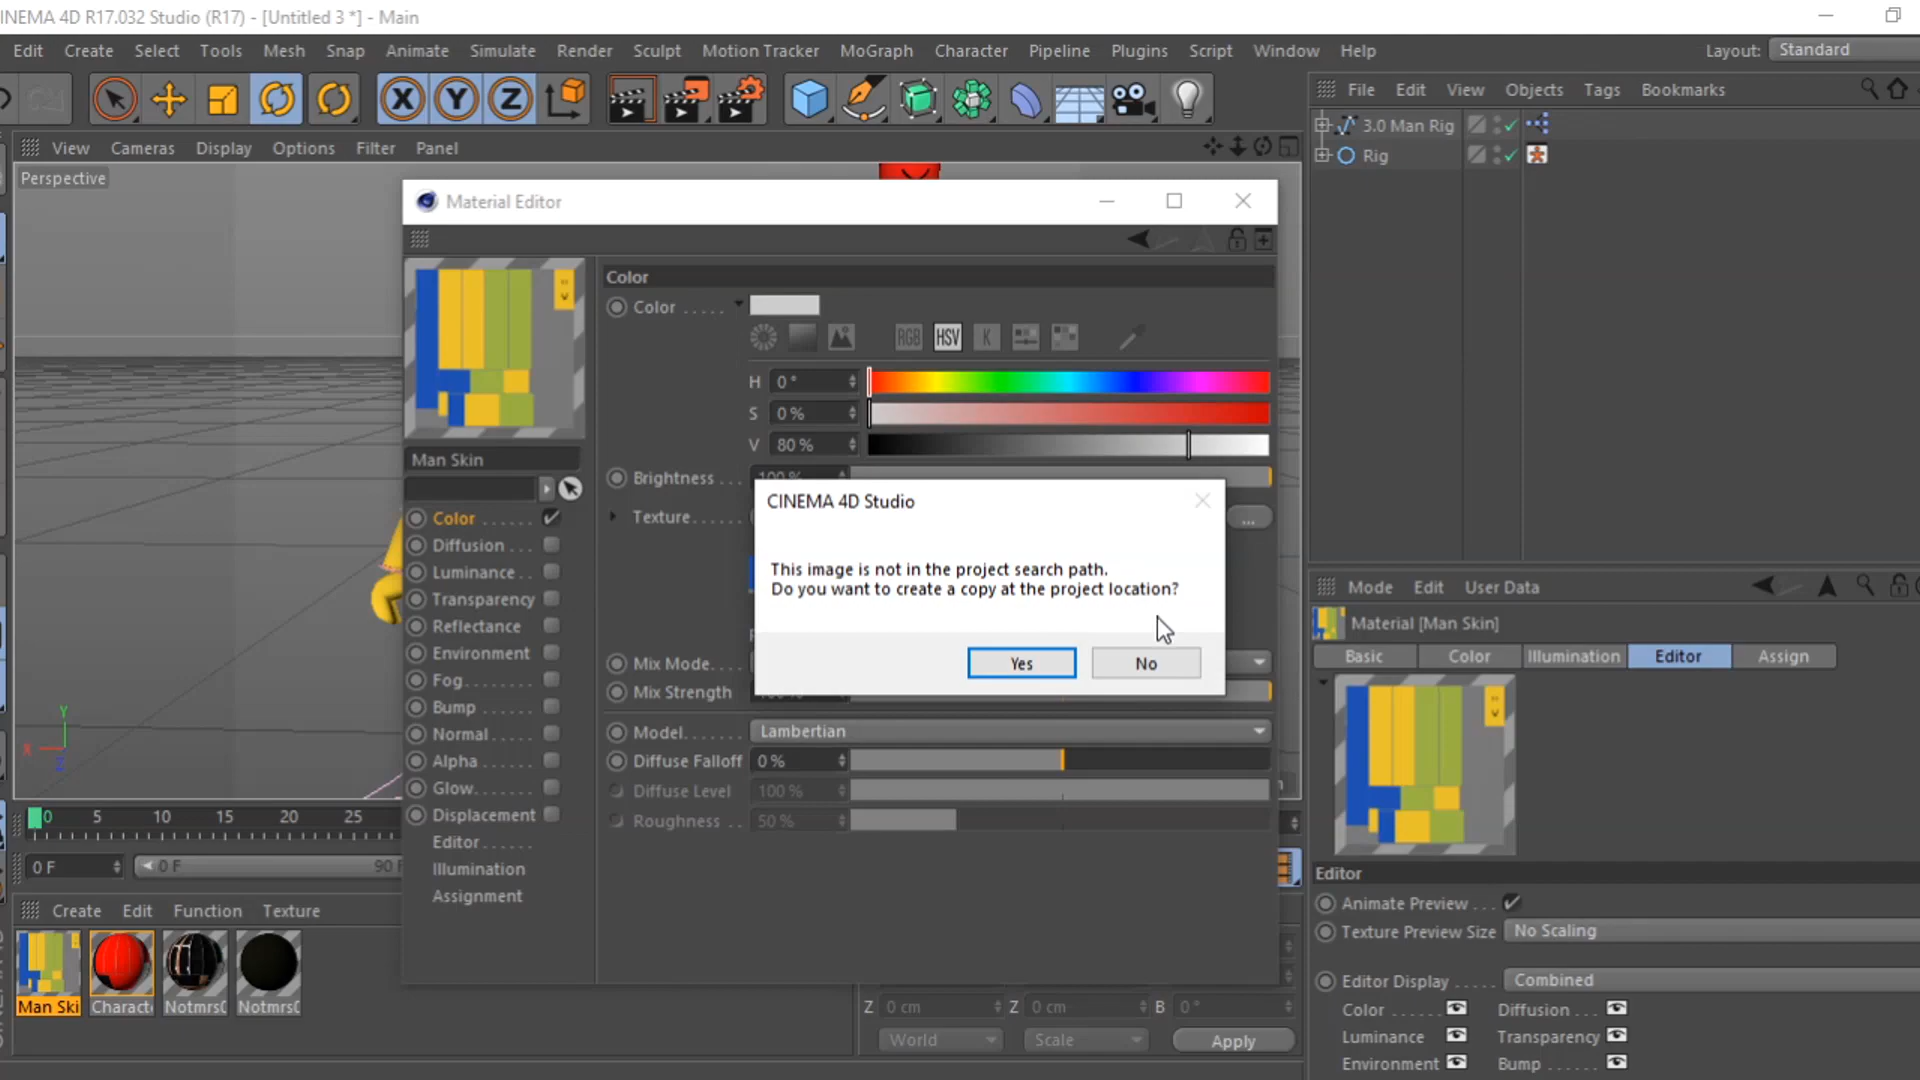 INEMA 4D R17.032 Studio (R17) - [Untitled 3 *] - Main
Edit Create Select Tools Mesh Snap Animate Simulate Render Sculpt Motion Tracker MoGraph Character Pipeline Plugins Script Window Help Layout: Standard
X Y Z
File Edit View Objects Tags Bookmarks
View Cameras Display Options Filter Panel
3.0 Man Rig
Rig
Perspective
Material Editor
Color
Color
RGB HSV K
H 0 °
S 0 %
V 80 %
Man Skin
Brightness 100 %
Texture ...
CINEMA 4D Studio
This image is not in the project search path.
Do you want to create a copy at the project location?
Yes No
Color
Diffusion
Luminance
Transparency
Reflectance
Environment
Fog
Bump
Normal
Alpha
Glow
Displacement
Editor
Illumination
Assignment
Mix Mode
Mix Strength
Model Lambertian
Diffuse Falloff 0 %
Diffuse Level 100 %
Roughness 50 %
Y
X
Z
0 5 10 15 20 25
0 F 0 F 90 F
Create Edit Function Texture
Man Ski Charact Notmrs Notmrs
Z 0 cm Z 0 cm B 0 °
World Scale Apply
Mode Edit User Data
Material [Man Skin]
Basic Color Illumination Editor Assign
Editor
Animate Preview
Texture Preview Size No Scaling
Editor Display Combined
Color Diffusion
Luminance Transparency
Environment Bump